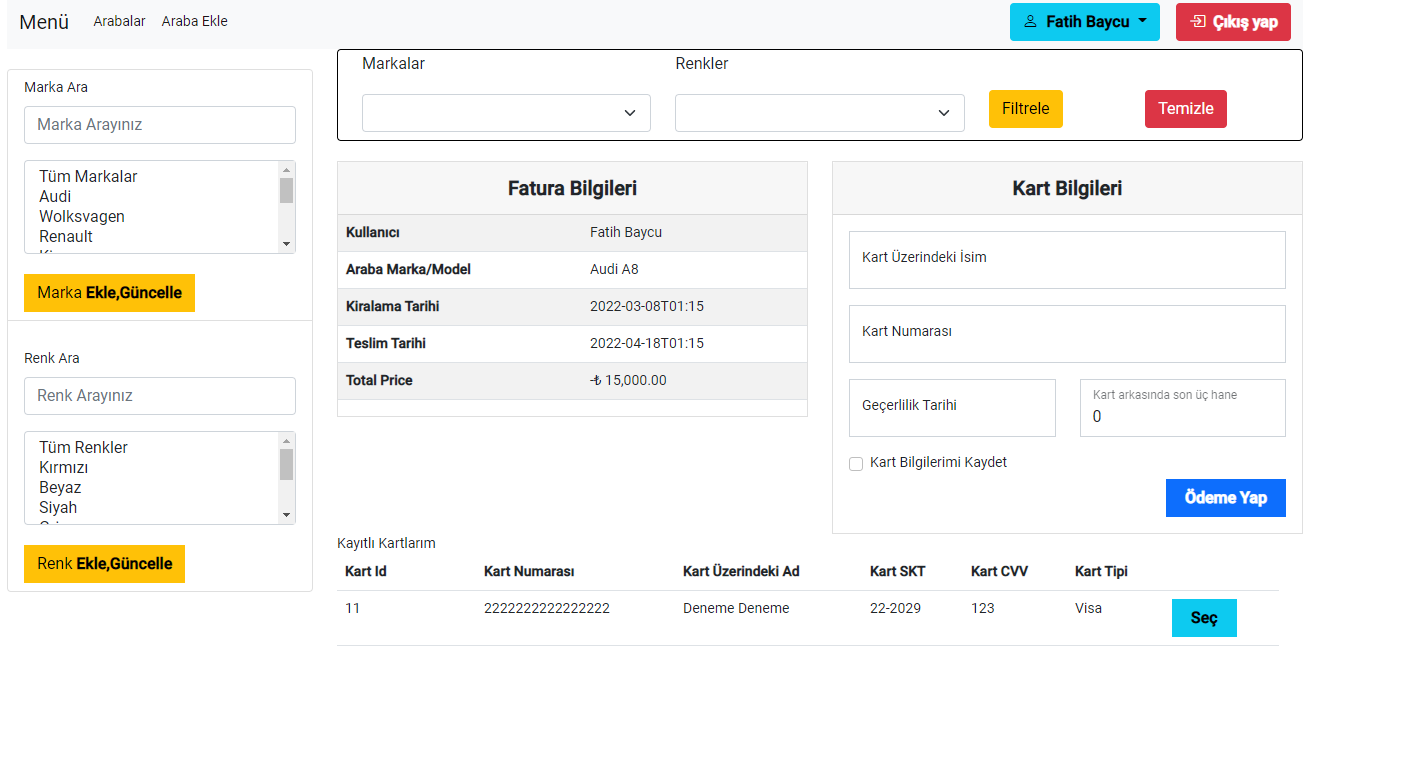 Menü Arabalar Araba Ekle Fatih Baycu Çıkış yap
Marka Ara
Marka Arayınız
Tüm Markalar
Audi
Wolksvagen
Renault
Marka Ekle,Güncelle
Renk Ara
Renk Arayınız
Tüm Renkler
Kırmızı
Beyaz
Siyah
Renk Ekle,Güncelle
Markalar Renkler
Filtrele Temizle
Fatura Bilgileri
Kullanıcı Fatih Baycu
Araba Marka/Model Audi A8
Kiralama Tarihi 2022-03-08T01:15
Teslim Tarihi 2022-04-18T01:15
Total Price -₺ 15,000.00
Kart Bilgileri
Kart Üzerindeki İsim
Kart Numarası
Geçerlilik Tarihi
Kart arkasında son üç hane
0
Kart Bilgilerimi Kaydet
Ödeme Yap
Kayıtlı Kartlarım
Kart Id Kart Numarası Kart Üzerindeki Ad Kart SKT Kart CVV Kart Tipi
11 2222222222222222 Deneme Deneme 22-2029 123 Visa Seç